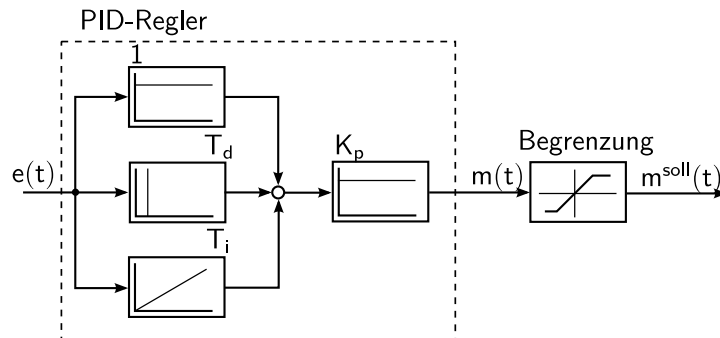 PID-Regler
1
T_d
K_p
Begrenzung
e(t)
m(t)
m^soll(t)
T_i